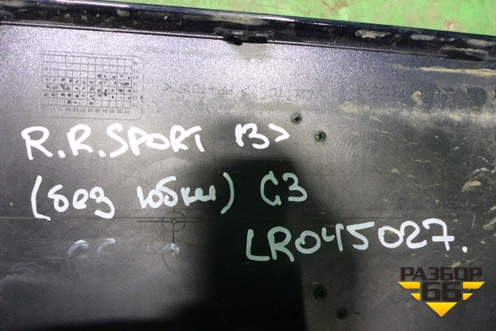 R.R.SPORT 13>
(без юбки) С3
LR045027.
РАЗБОР
66